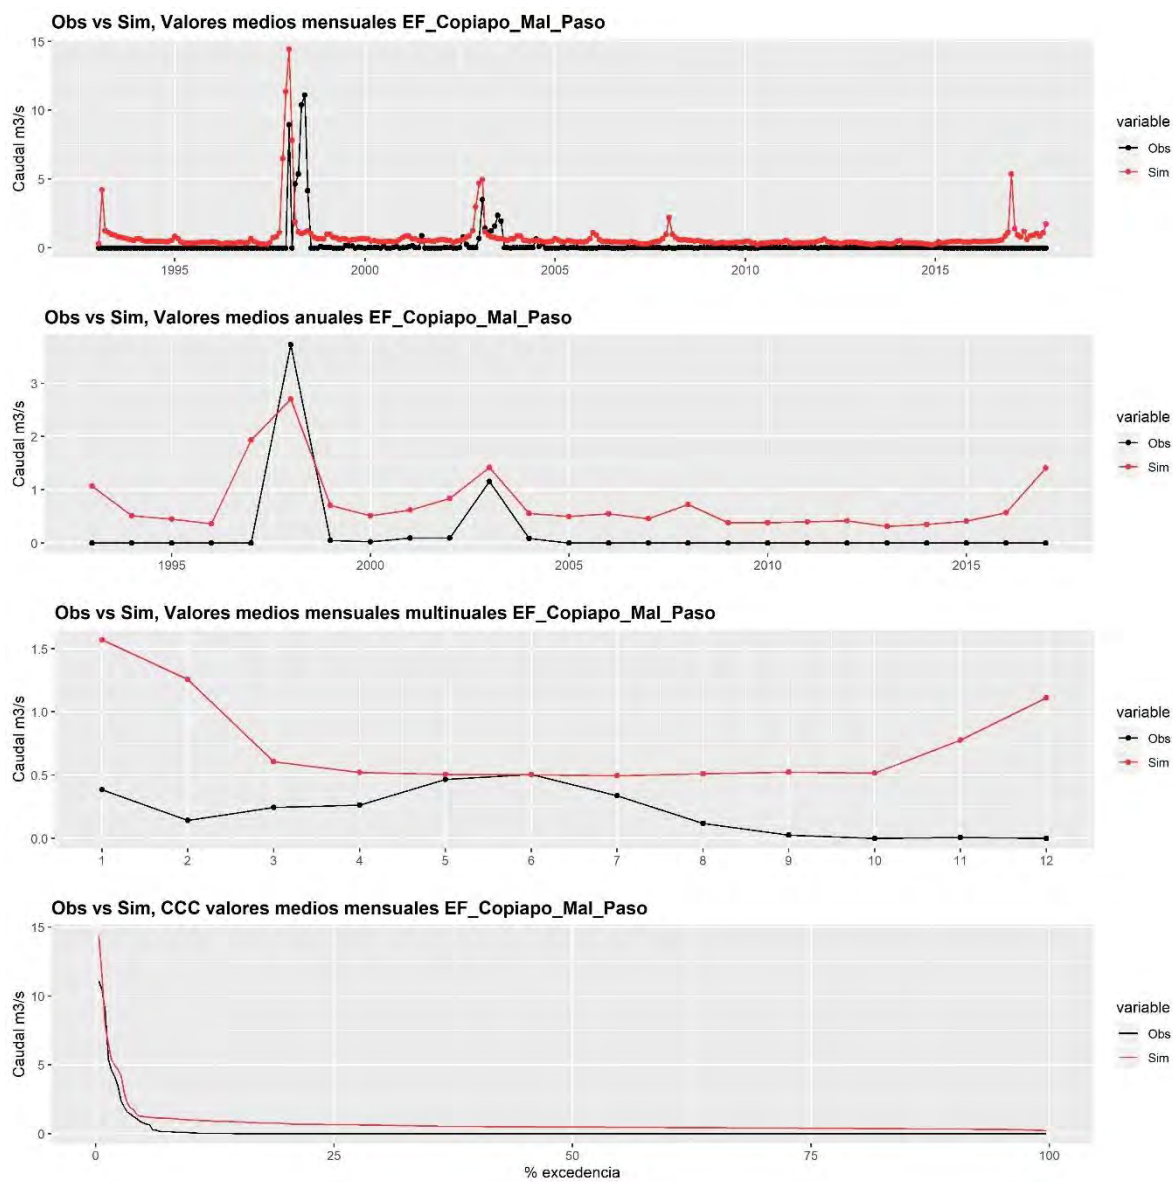 Obs vs Sim, Valores medios mensuales EF_Copiapo_Mal_Paso
15
10
5
0
Caudal m3/s
1995 2000 2005 2010 2015
variable
Obs
Sim
Obs vs Sim, Valores medios anuales EF_Copiapo_Mal_Paso
3
2
1
0
Caudal m3/s
1995 2000 2005 2010 2015
variable
Obs
Sim
Obs vs Sim, Valores medios mensuales multinuales EF_Copiapo_Mal_Paso
1.5
1.0
0.5
0.0
Caudal m3/s
1 2 3 4 5 6 7 8 9 10 11 12
variable
Obs
Sim
Obs vs Sim, CCC valores medios mensuales EF_Copiapo_Mal_Paso
15
10
5
0
Caudal m3/s
0 25 50 75 100
% excedencia
variable
Obs
Sim